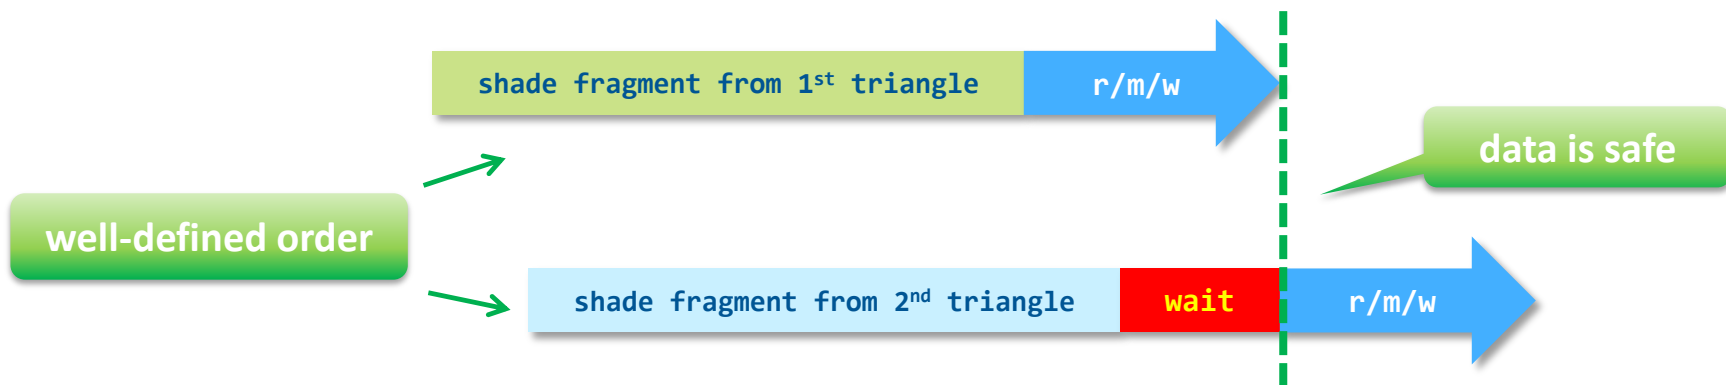 shade fragment from 1st triangle
r/m/w
data is safe
well-defined order
shade fragment from 2nd triangle
wait
r/m/w